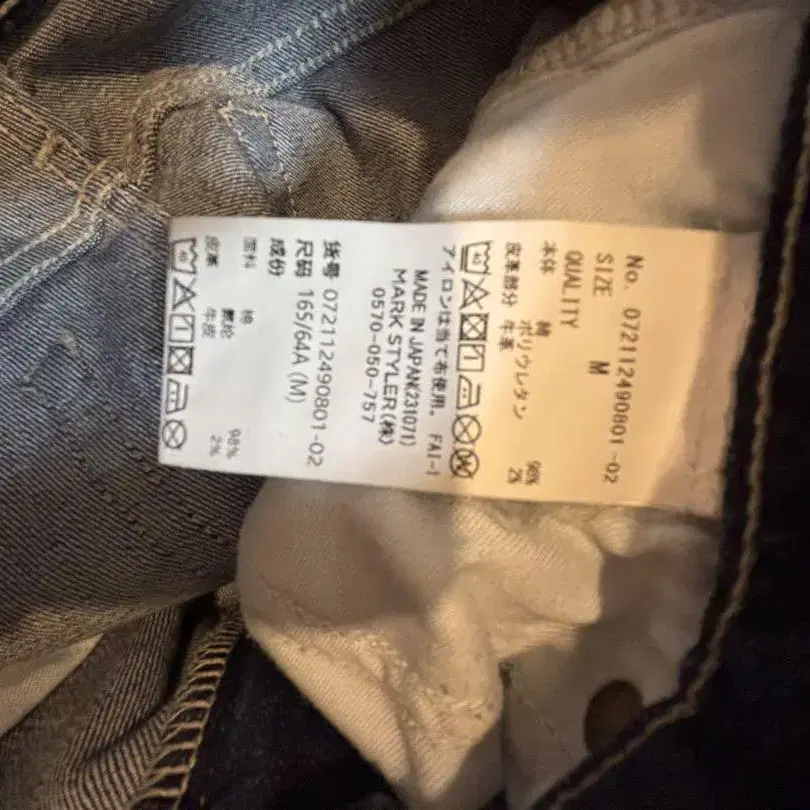 No. 072112490801-02
SIZE M
QUALITY
本体 綿 98%
ポリウレタン 2%
皮革部分 牛革
40
アイロンは当て布使用。 FAI-1
MADE IN JAPAN(231071)
MARK STYLER(株)
0570-050-757
货号 072112490801-02
尺码 165/64A (M)
成份
面料 棉 98%
氨纶 2%
皮革 牛皮
40